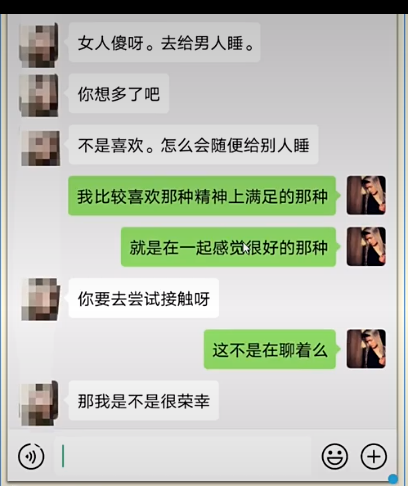 女人傻呀。去给男人睡。
你想多了吧
不是喜欢。怎么会随便给别人睡
我比较喜欢那种精神上满足的那种
就是在一起感觉很好的那种
你要去尝试接触呀
这不是在聊着么
那我是不是很荣幸